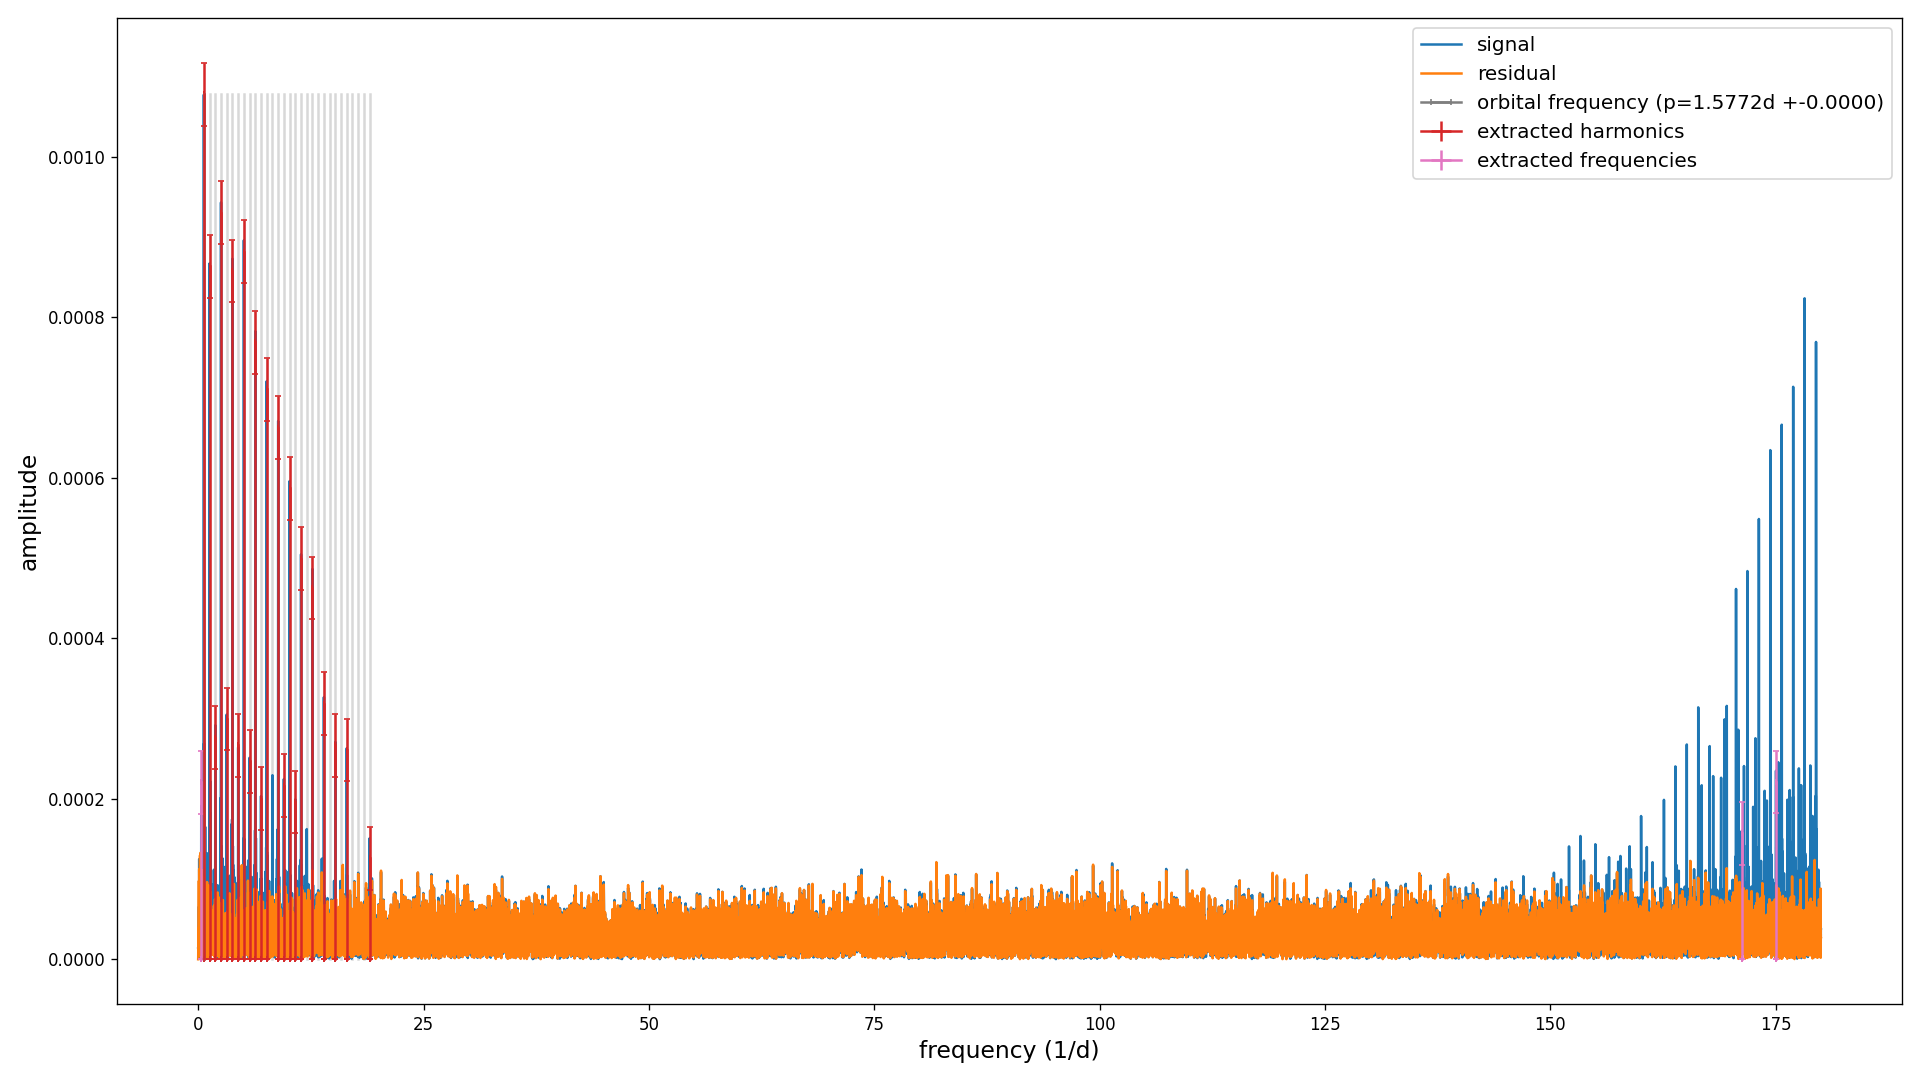 signal
residual
orbital frequency (p=1.5772d +-0.0000)
extracted harmonics
extracted frequencies
amplitude
0.0010
0.0008
0.0006
0.0004
0.0002
0.0000
0 25 50 75 100 125 150 175
frequency (1/d)